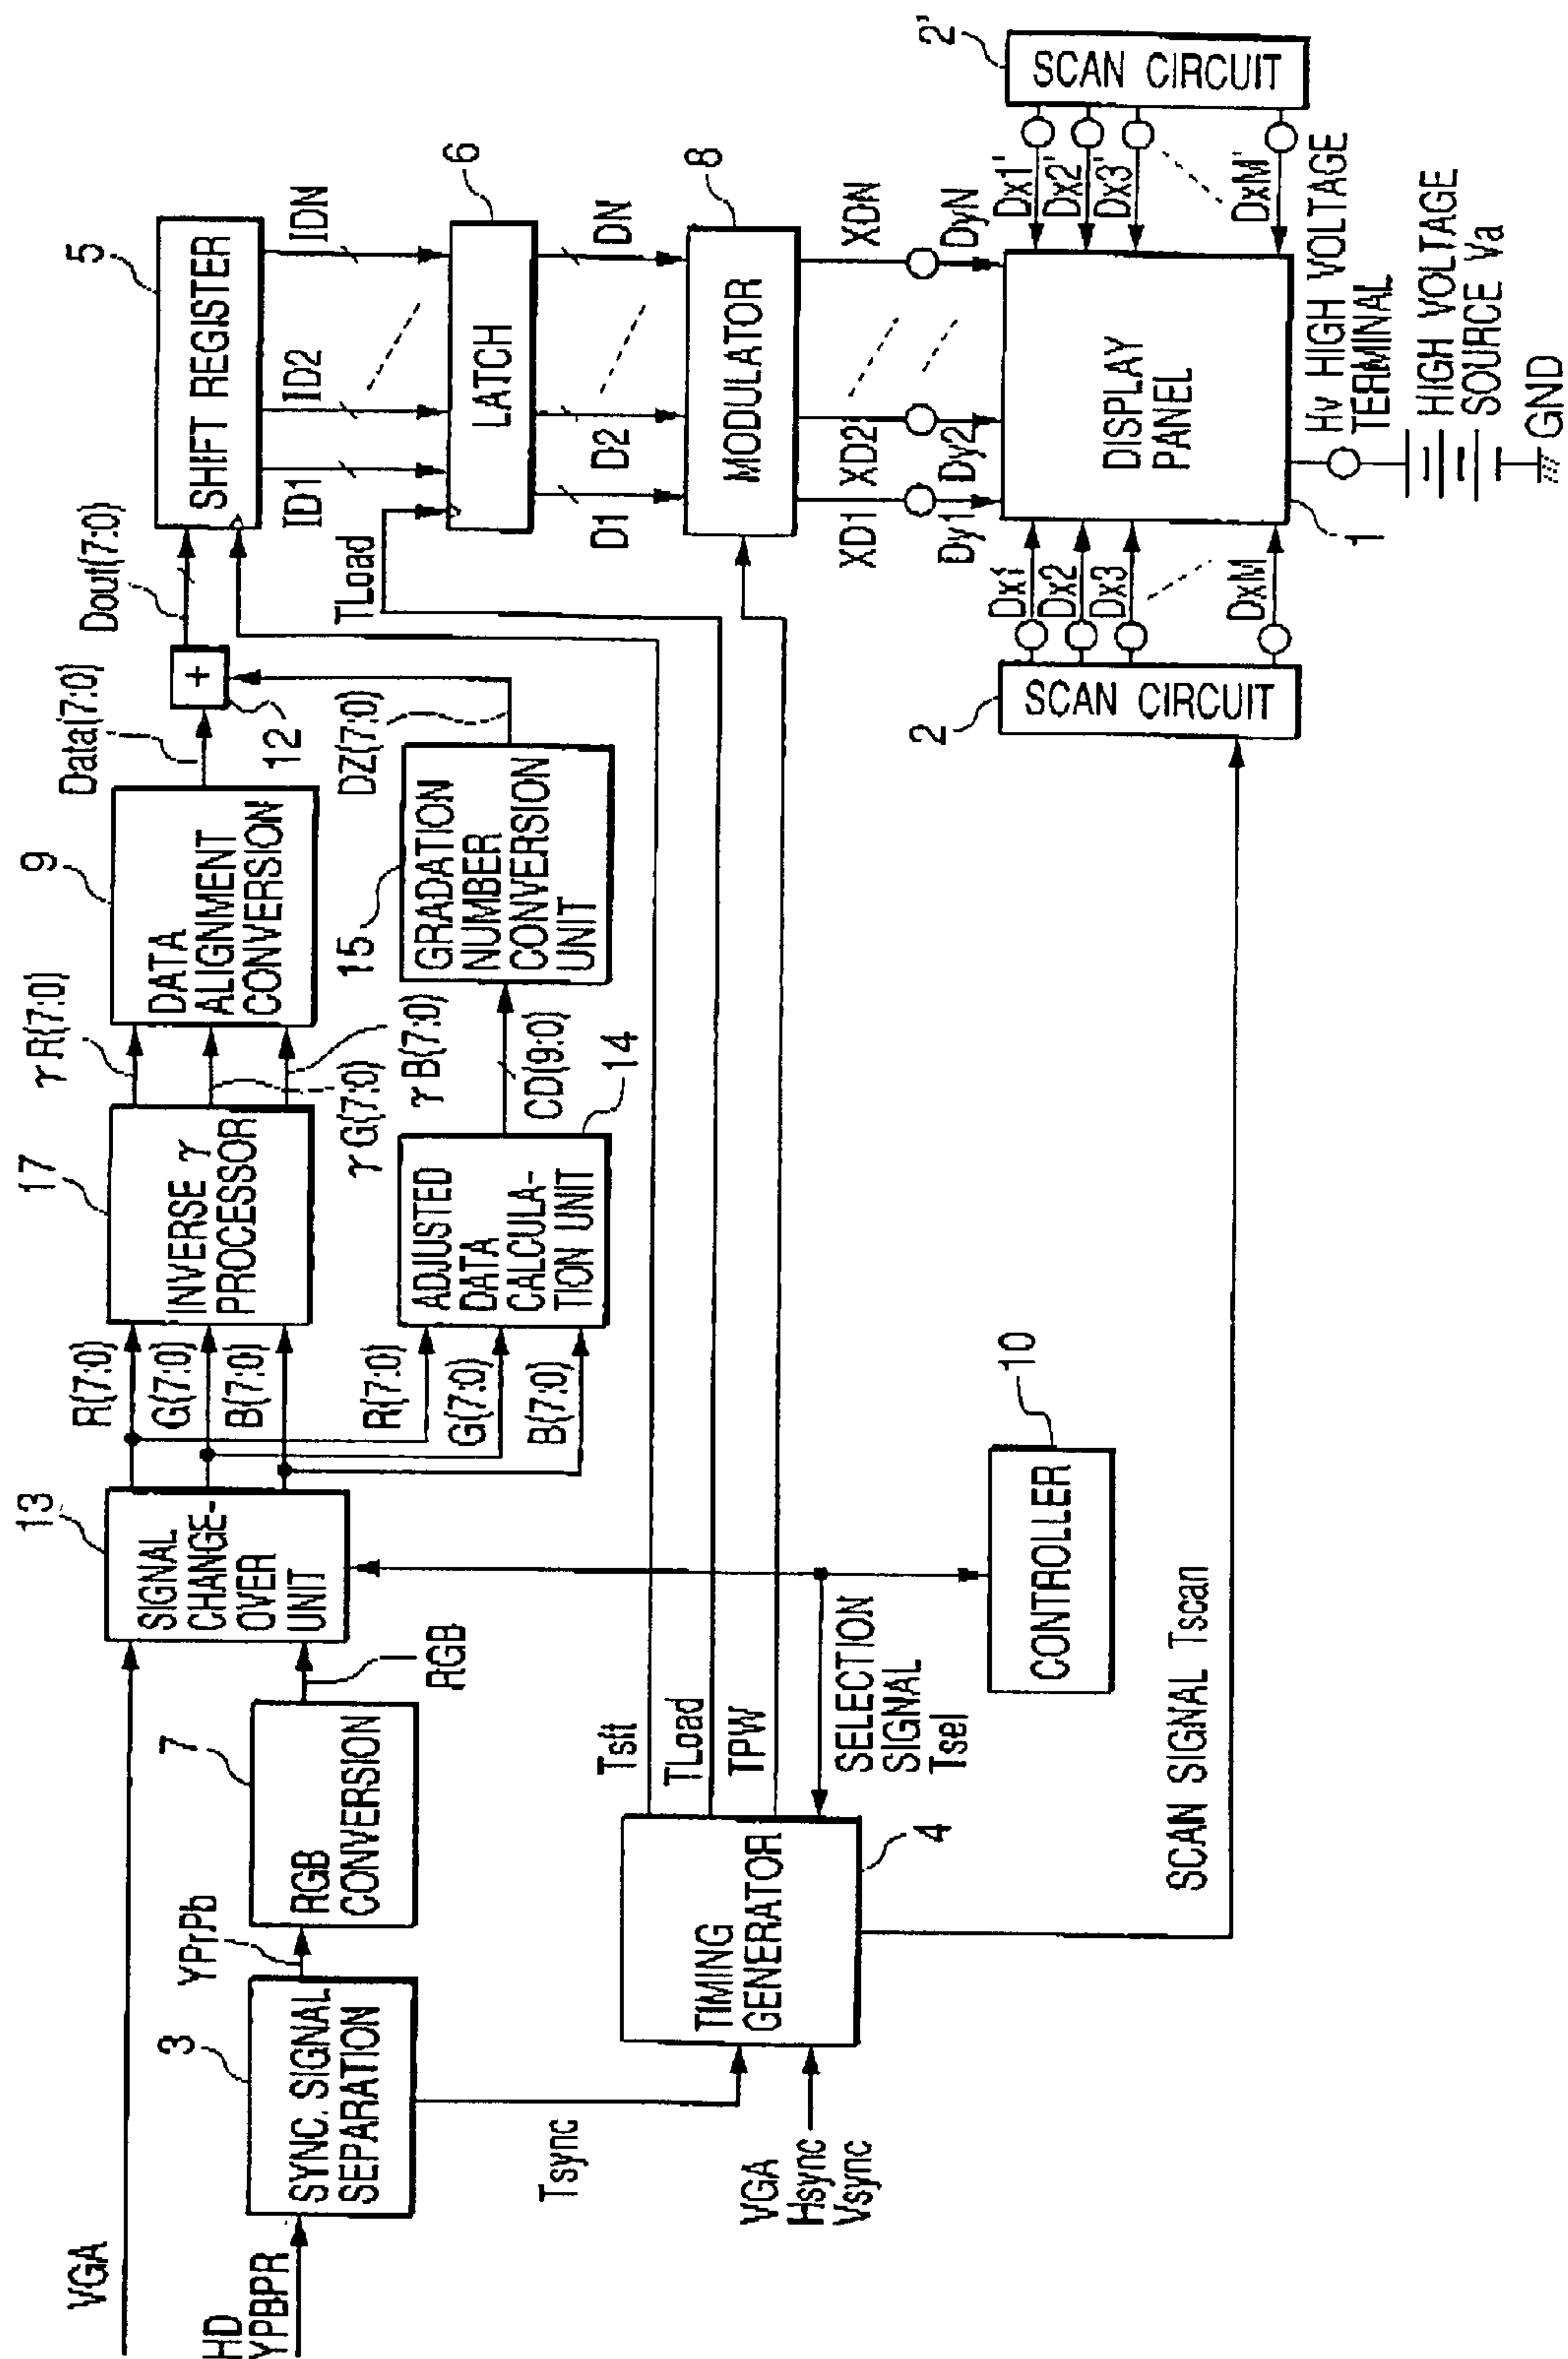 VGA
HD
YPBPR
3
SYNC. SIGNAL
SEPARATION
YPrPb
7
RGB
CONVERSION
RGB
13
SIGNAL
CHANGE-
OVER
UNIT
R(7:0)
G(7:0)
B(7:0)
17
INVERSE γ
PROCESSOR
γR(7:0)
γG(7:0)
γB(7:0)
9
DATA
ALIGNMENT
CONVERSION
Data(7:0)
+
12
Dout(7:0)
5
SHIFT REGISTER
R(7:0)
G(7:0)
B(7:0)
ADJUSTED
DATA
CALCULA-
TION UNIT
14
CD(9:0)
15
GRADATION
NUMBER
CONVERSION
UNIT
DZ(7:0)
TLoad
ID1
ID2
IDN
LATCH
6
D1
D2
DN
MODULATOR
8
XD1
XD2
XDN
Dy1
Dy2
DyN
Tsync
VGA
Hsync
Vsync
TIMING
GENERATOR
4
Tsft
TLoad
TPW
SELECTION
SIGNAL
Tsel
CONTROLLER
10
SCAN SIGNAL Tscan
2
SCAN CIRCUIT
Dx1
Dx2
Dx3
DxM
DISPLAY
PANEL
1
Dx1'
Dx2'
Dx3'
DxM'
2'
SCAN CIRCUIT
Hv HIGH VOLTAGE
TERMINAL
HIGH VOLTAGE
SOURCE Va
GND